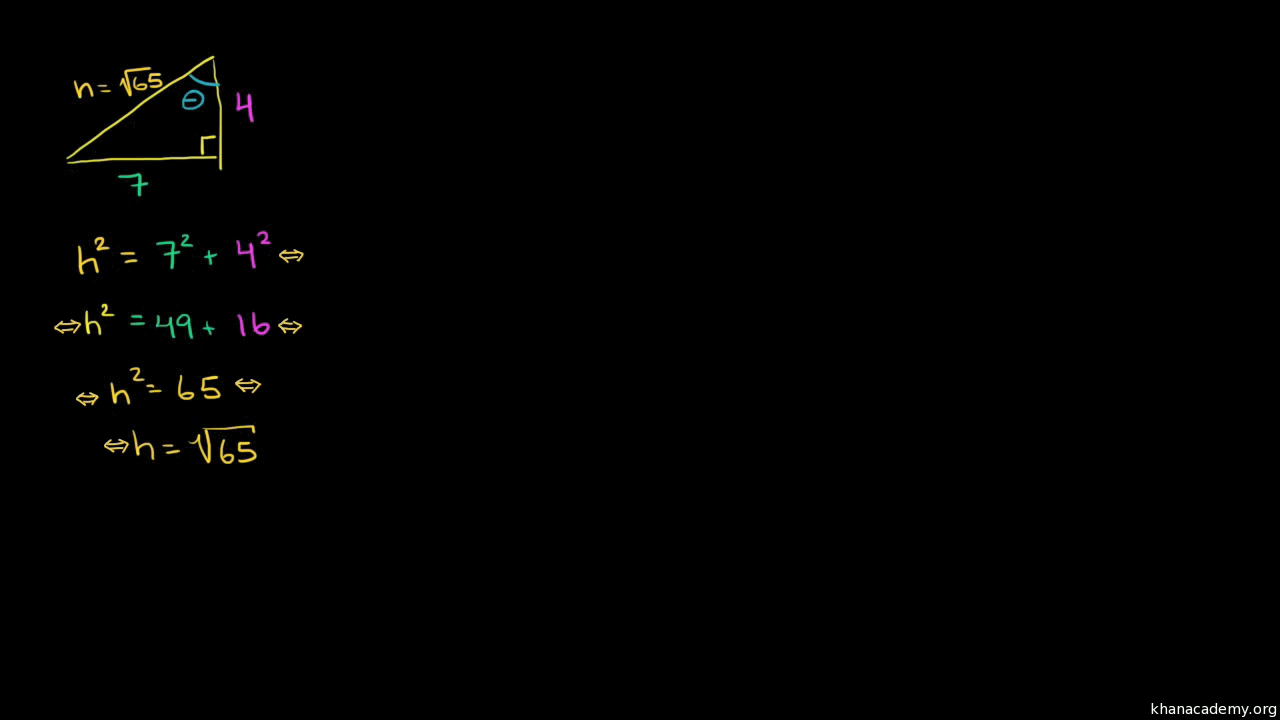 h = √65
θ
4
7
h² = 7² + 4² ⇔
⇔ h² = 49 + 16 ⇔
⇔ h² = 65 ⇔
⇔ h = √65
khanacademy.org